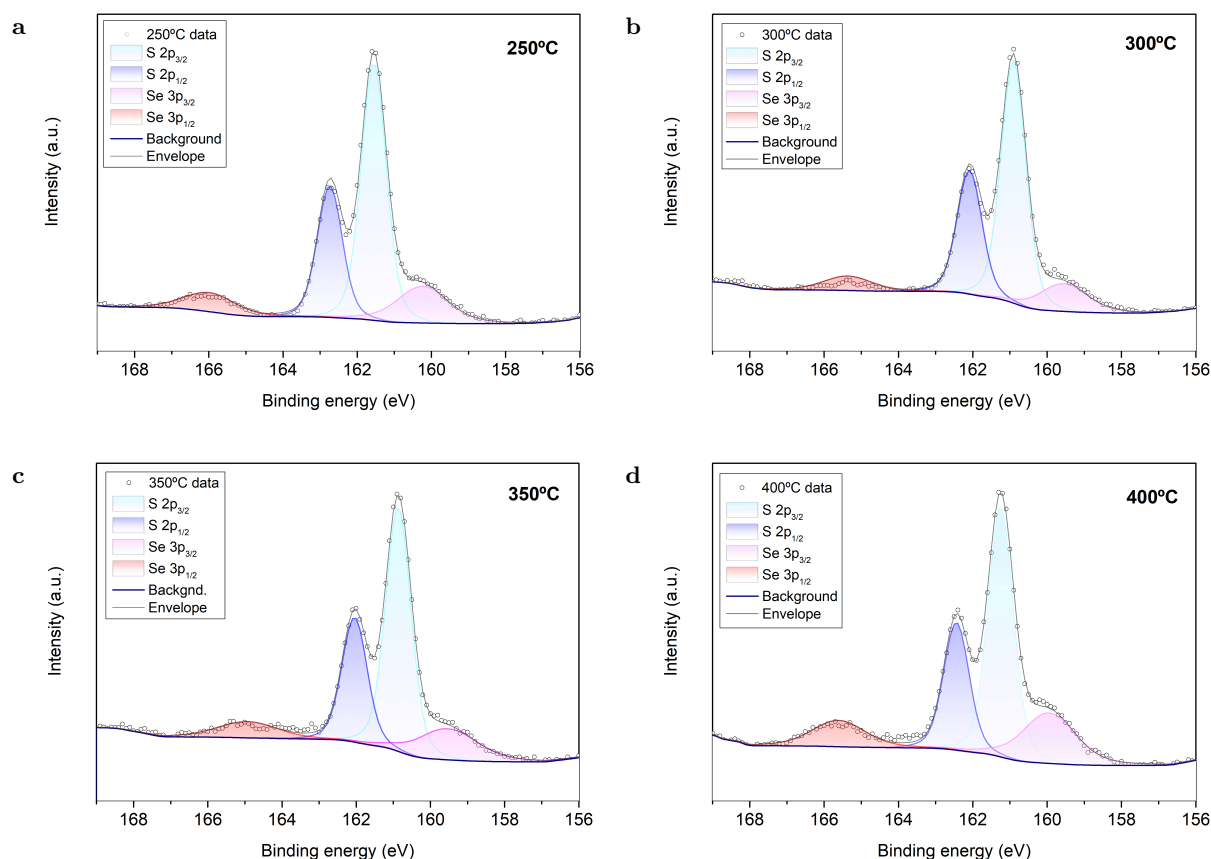 a
250ºC data
S 2p3/2
S 2p1/2
Se 3p3/2
Se 3p1/2
Background
Envelope
250ºC
Intensity (a.u.)
168 166 164 162 160 158 156
Binding energy (eV)
b
300ºC data
S 2p3/2
S 2p1/2
Se 3p3/2
Se 3p1/2
Background
Envelope
300ºC
Intensity (a.u.)
168 166 164 162 160 158 156
Binding energy (eV)
c
350ºC data
S 2p3/2
S 2p1/2
Se 3p3/2
Se 3p1/2
Backgnd.
Envelope
350ºC
Intensity (a.u.)
168 166 164 162 160 158 156
Binding energy (eV)
d
400ºC data
S 2p3/2
S 2p1/2
Se 3p3/2
Se 3p1/2
Background
Envelope
400ºC
Intensity (a.u.)
168 166 164 162 160 158 156
Binding energy (eV)